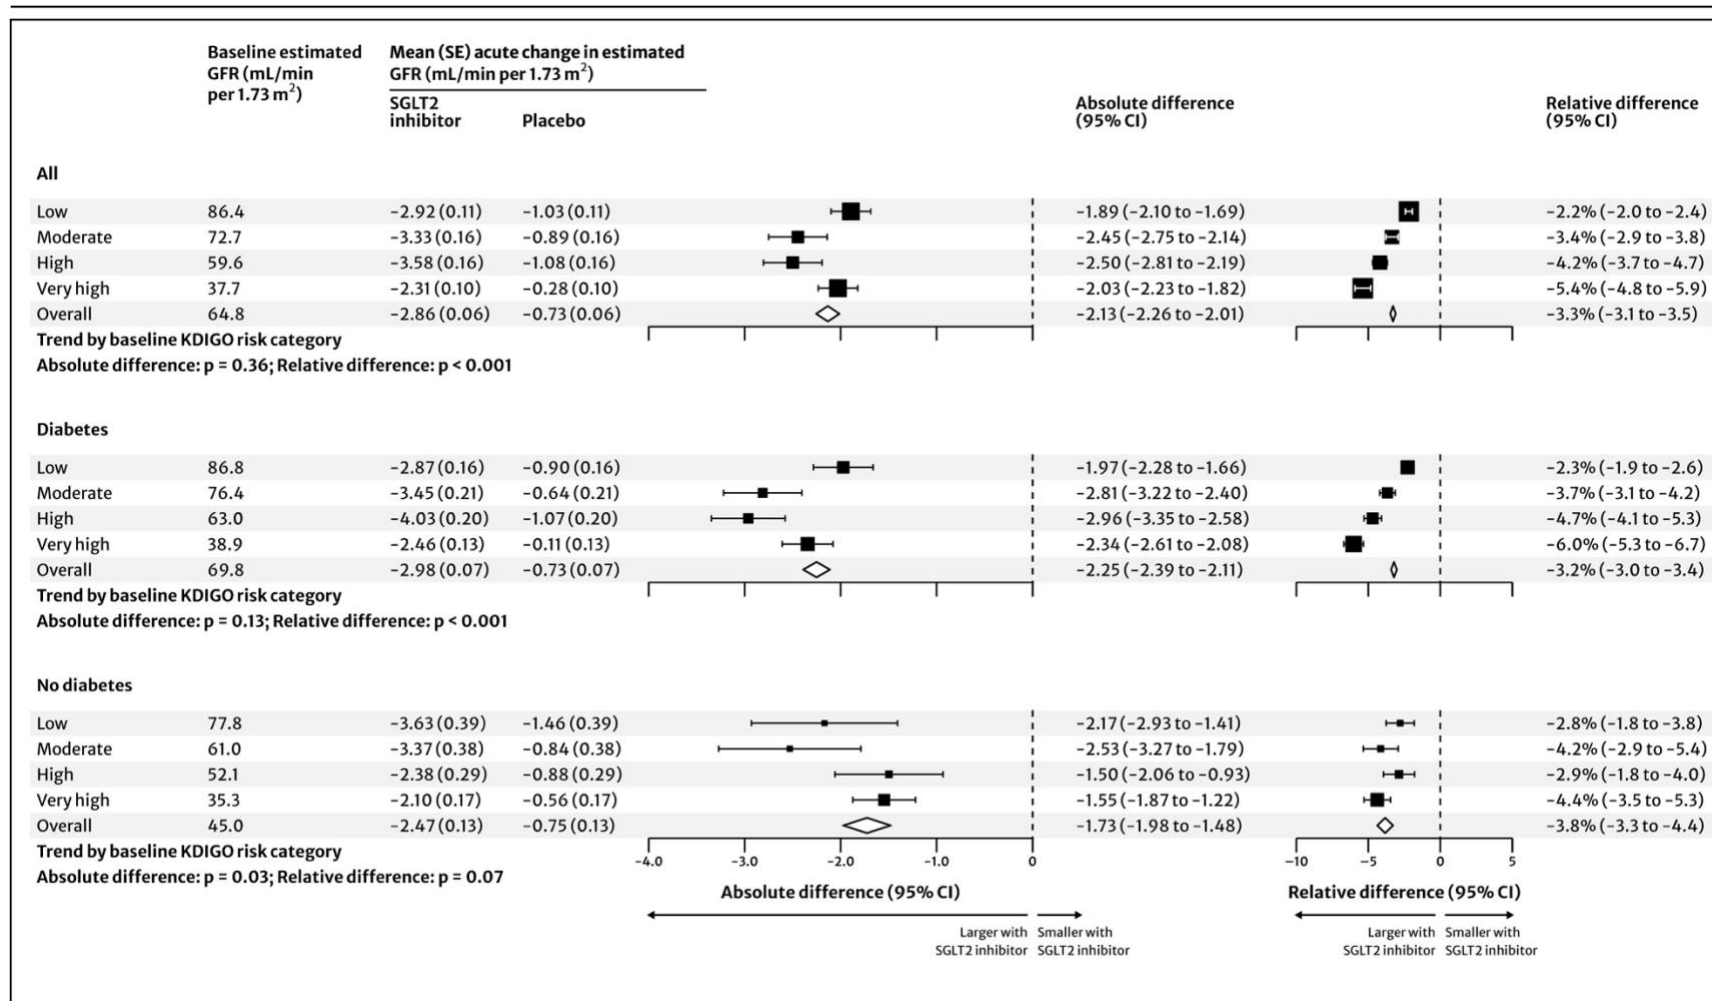 Baseline estimated GFR (mL/min per 1.73 m²)
Mean (SE) acute change in estimated GFR (mL/min per 1.73 m²)
SGLT2 inhibitor
Placebo
Absolute difference (95% CI)
Relative difference (95% CI)
All
Low 86.4 −2.92 (0.11) −1.03 (0.11) −1.89 (−2.10 to −1.69) −2.2% (−2.0 to −2.4)
Moderate 72.7 −3.33 (0.16) −0.89 (0.16) −2.45 (−2.75 to −2.14) −3.4% (−2.9 to −3.8)
High 59.6 −3.58 (0.16) −1.08 (0.16) −2.50 (−2.81 to −2.19) −4.2% (−3.7 to −4.7)
Very high 37.7 −2.31 (0.10) −0.28 (0.10) −2.03 (−2.23 to −1.82) −5.4% (−4.8 to −5.9)
Overall 64.8 −2.86 (0.06) −0.73 (0.06) −2.13 (−2.26 to −2.01) −3.3% (−3.1 to −3.5)
Trend by baseline KDIGO risk category
Absolute difference: p = 0.36; Relative difference: p < 0.001
Diabetes
Low 86.8 −2.87 (0.16) −0.90 (0.16) −1.97 (−2.28 to −1.66) −2.3% (−1.9 to −2.6)
Moderate 76.4 −3.45 (0.21) −0.64 (0.21) −2.81 (−3.22 to −2.40) −3.7% (−3.1 to −4.2)
High 63.0 −4.03 (0.20) −1.07 (0.20) −2.96 (−3.35 to −2.58) −4.7% (−4.1 to −5.3)
Very high 38.9 −2.46 (0.13) −0.11 (0.13) −2.34 (−2.61 to −2.08) −6.0% (−5.3 to −6.7)
Overall 69.8 −2.98 (0.07) −0.73 (0.07) −2.25 (−2.39 to −2.11) −3.2% (−3.0 to −3.4)
Trend by baseline KDIGO risk category
Absolute difference: p = 0.13; Relative difference: p < 0.001
No diabetes
Low 77.8 −3.63 (0.39) −1.46 (0.39) −2.17 (−2.93 to −1.41) −2.8% (−1.8 to −3.8)
Moderate 61.0 −3.37 (0.38) −0.84 (0.38) −2.53 (−3.27 to −1.79) −4.2% (−2.9 to −5.4)
High 52.1 −2.38 (0.29) −0.88 (0.29) −1.50 (−2.06 to −0.93) −2.9% (−1.8 to −4.0)
Very high 35.3 −2.10 (0.17) −0.56 (0.17) −1.55 (−1.87 to −1.22) −4.4% (−3.5 to −5.3)
Overall 45.0 −2.47 (0.13) −0.75 (0.13) −1.73 (−1.98 to −1.48) −3.8% (−3.3 to −4.4)
Trend by baseline KDIGO risk category
Absolute difference: p = 0.03; Relative difference: p = 0.07
−4.0 −3.0 −2.0 −1.0 0
−10 −5 0 5
Absolute difference (95% CI)
Relative difference (95% CI)
Larger with SGLT2 inhibitor
Smaller with SGLT2 inhibitor
Larger with SGLT2 inhibitor
Smaller with SGLT2 inhibitor